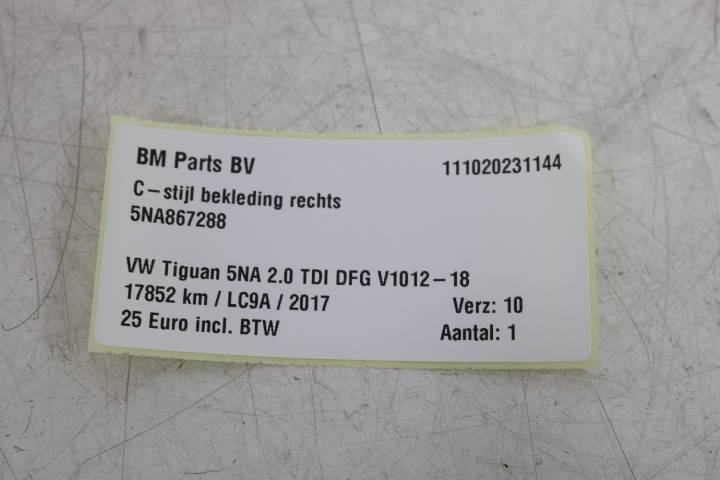 BM Parts BV 111020231144
C-stijl bekleding rechts
5NA867288
VW Tiguan 5NA 2.0 TDI DFG V1012-18
17852 km / LC9A / 2017 Verz: 10
25 Euro incl. BTW Aantal: 1